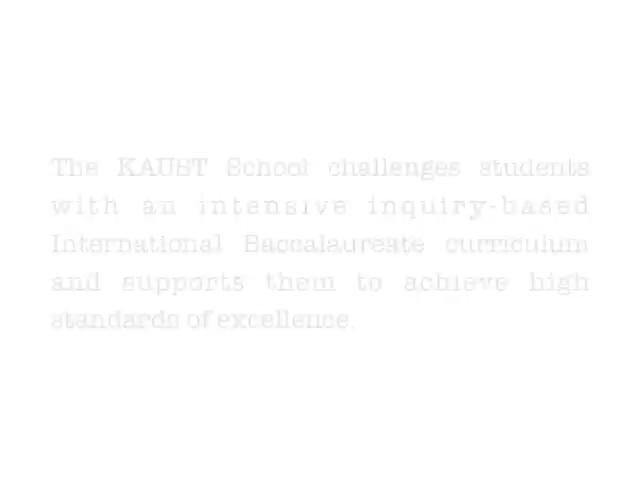 The KAUST School challenges students
with an intensive inquiry-based
International Baccalaureate curriculum
and supports them to achieve high
standards of excellence.